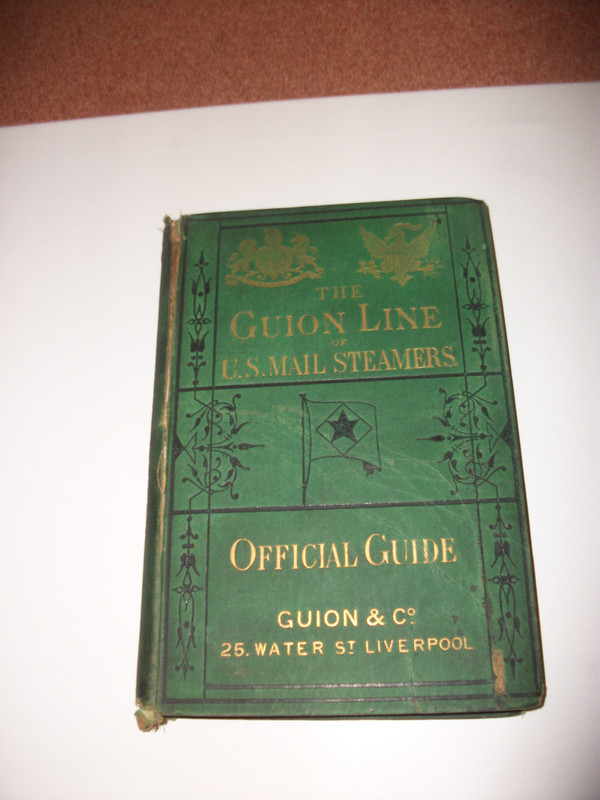 THE
GUION LINE
OF
U.S. MAIL STEAMERS.
OFFICIAL GUIDE
GUION & Cº
25. WATER ST LIVERPOOL